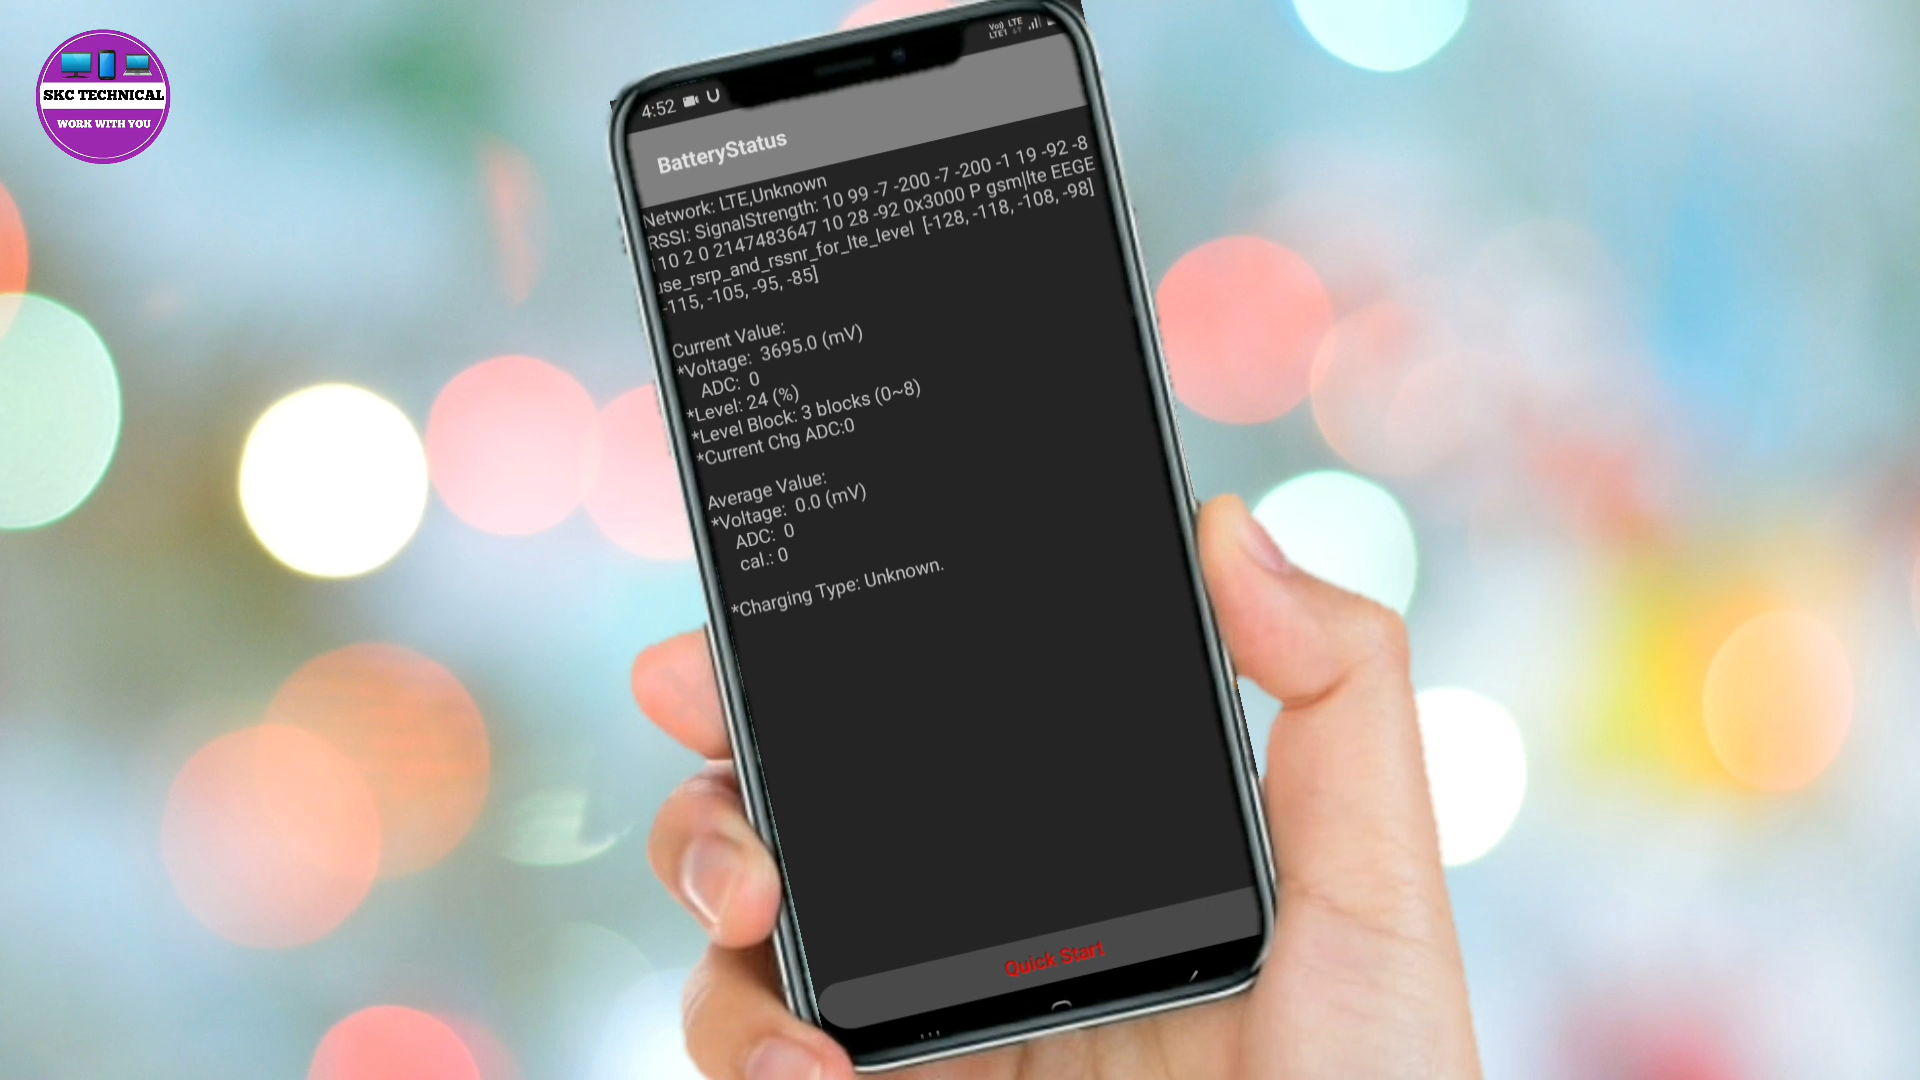 SKC TECHNICAL
WORK WITH YOU
4:52
Vo)) LTE
LTE1
BatteryStatus
Network: LTE,Unknown
RSSI: SignalStrength: 10 99 -7 -200 -7 -200 -1 19 -92 -8
10 2 0 2147483647 10 28 -92 0x3000 P gsm|lte EEGE
use_rsrp_and_rssnr_for_lte_level [-128, -118, -108, -98]
-115, -105, -95, -85]
Current Value:
*Voltage: 3695.0 (mV)
ADC: 0
*Level: 24 (%)
*Level Block: 3 blocks (0~8)
*Current Chg ADC:0
Average Value:
*Voltage: 0.0 (mV)
ADC: 0
cal.: 0
*Charging Type: Unknown.
Quick Start